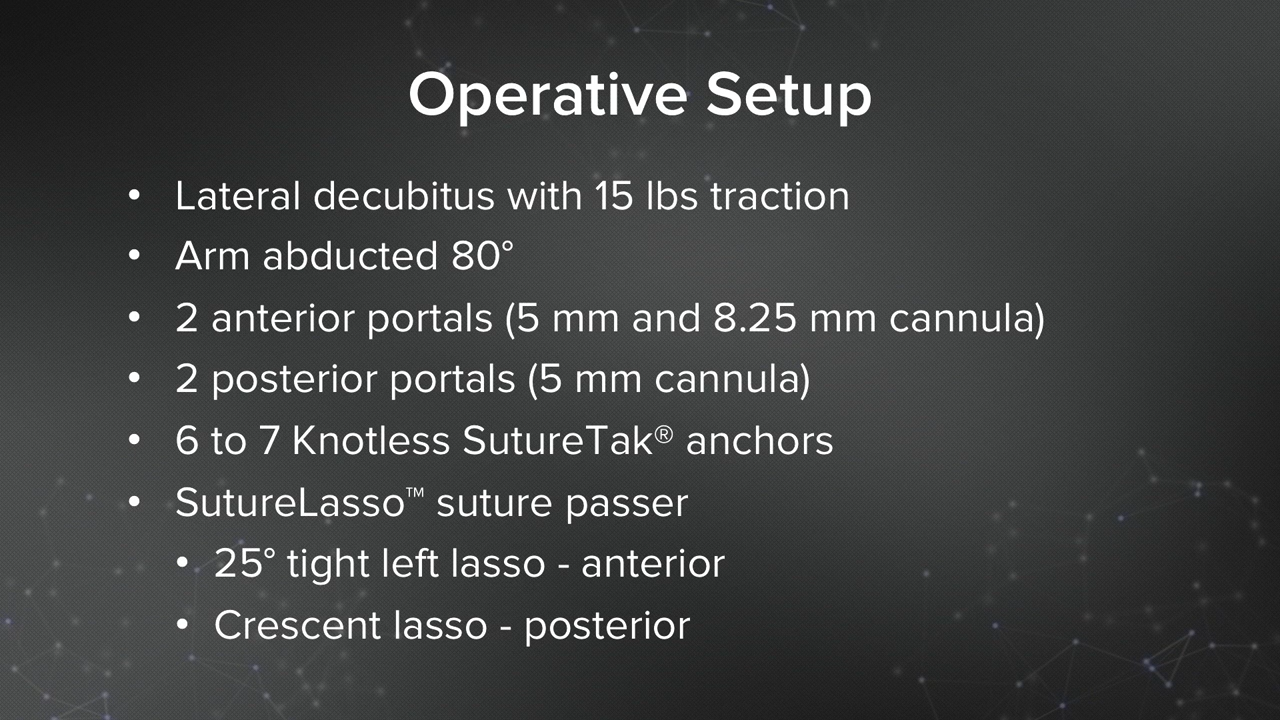 Operative Setup
• Lateral decubitus with 15 lbs traction
• Arm abducted 80°
• 2 anterior portals (5 mm and 8.25 mm cannula)
• 2 posterior portals (5 mm cannula)
• 6 to 7 Knotless SutureTak® anchors
• SutureLasso™ suture passer
• 25° tight left lasso - anterior
• Crescent lasso - posterior